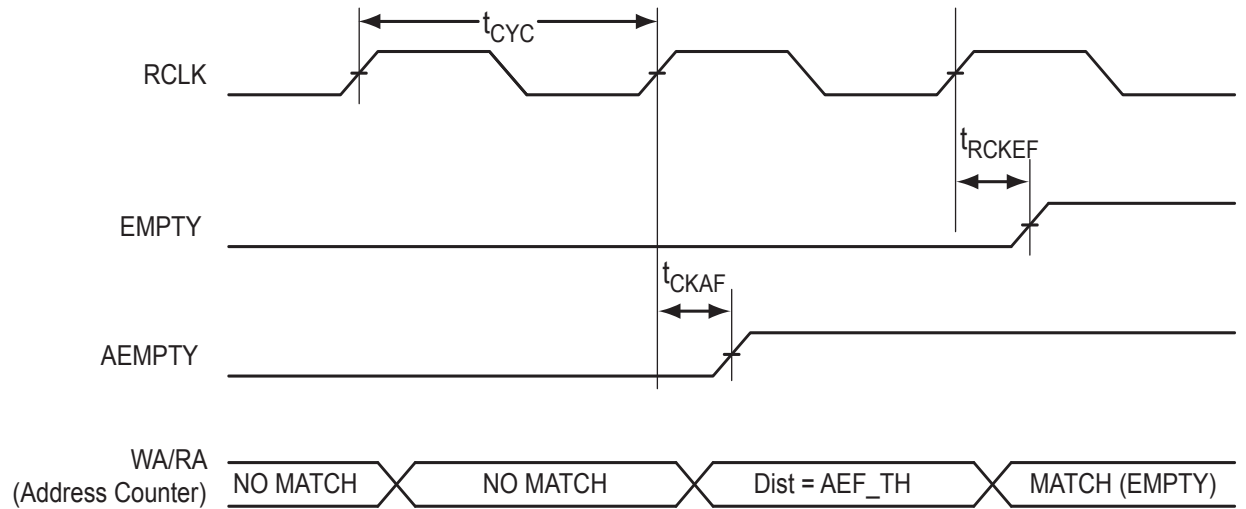 tCYC
RCLK
tRCKEF
EMPTY
tCKAF
AEMPTY
WA/RA
(Address Counter)
NO MATCH
NO MATCH
Dist = AEF_TH
MATCH (EMPTY)